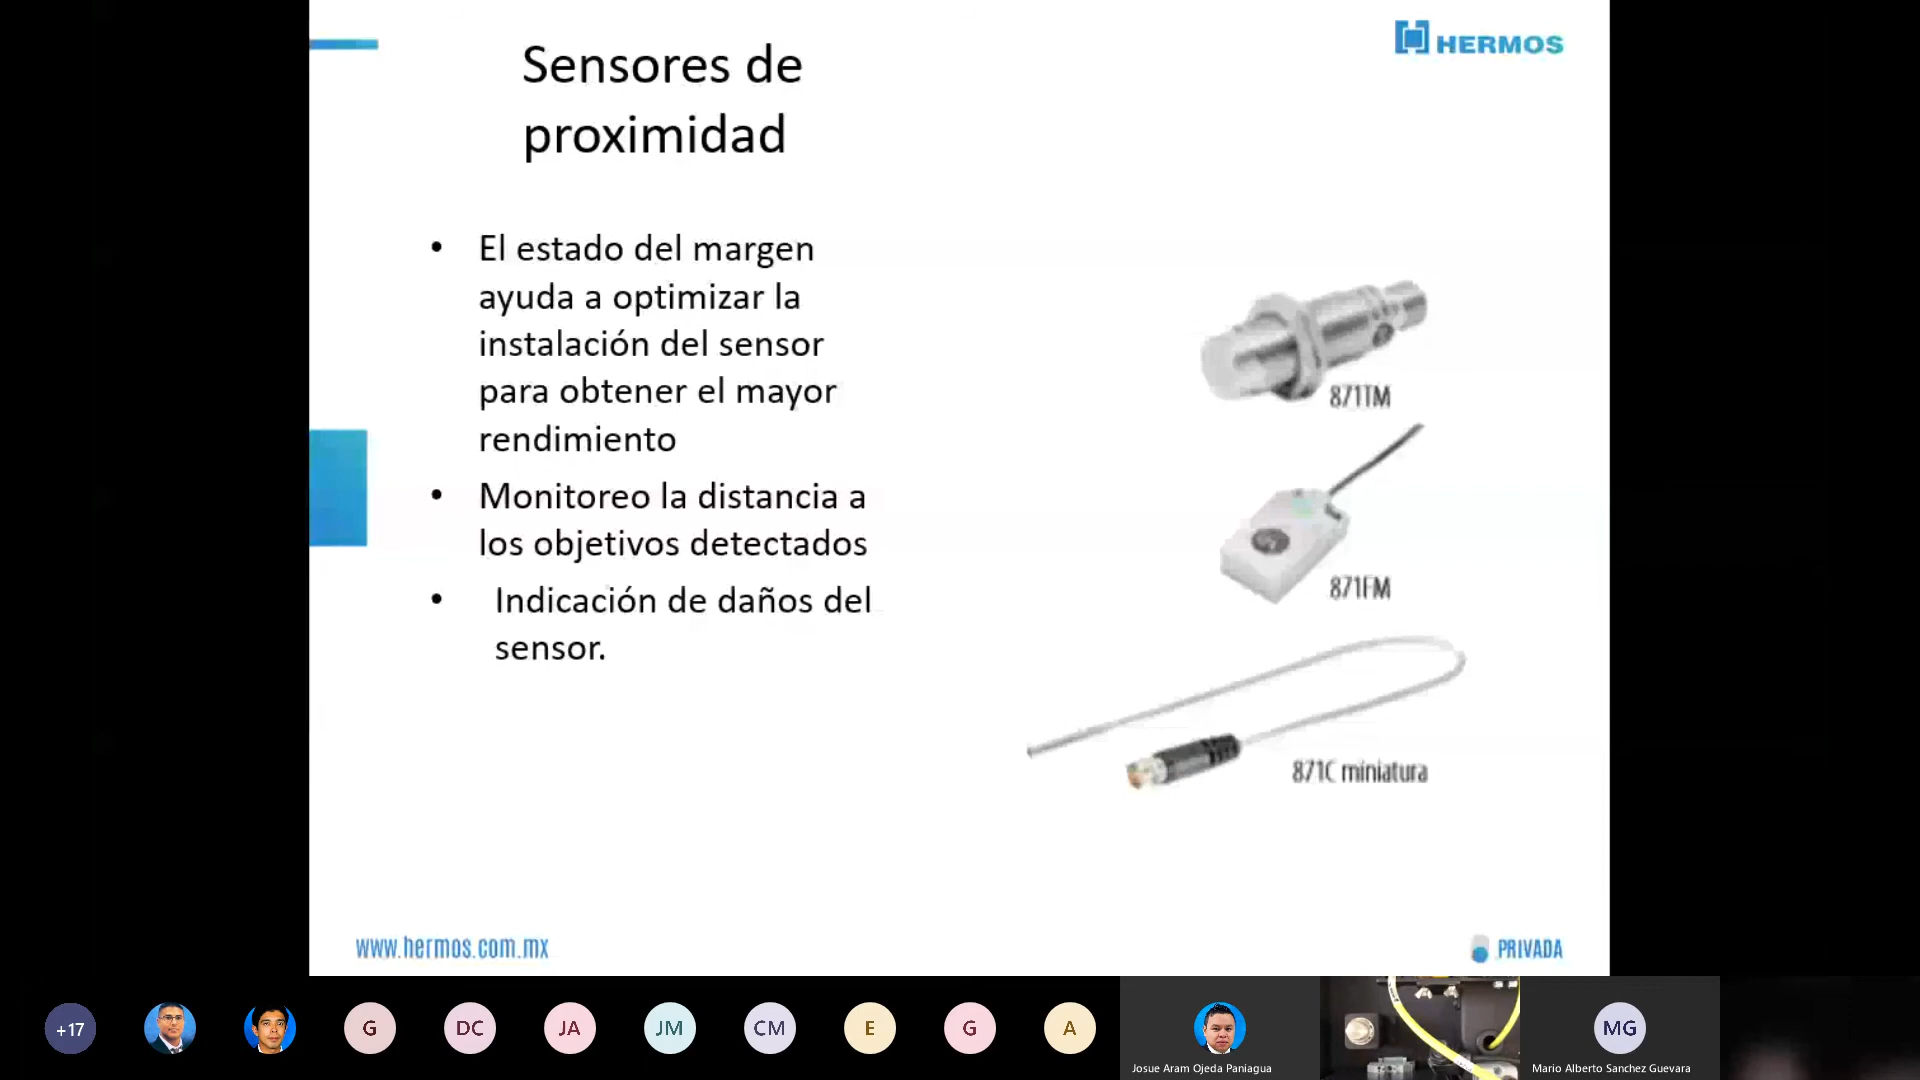 Sensores de
proximidad
HERMOS
• El estado del margen
ayuda a optimizar la
instalación del sensor
para obtener el mayor
rendimiento
• Monitoreo la distancia a
los objetivos detectados
• Indicación de daños del
sensor.
871TM
871FM
871C miniatura
www.hermos.com.mx
PRIVADA
+17
G
DC
JA
JM
CM
E
G
A
Josue Aram Ojeda Paniagua
MG
Mario Alberto Sanchez Guevara